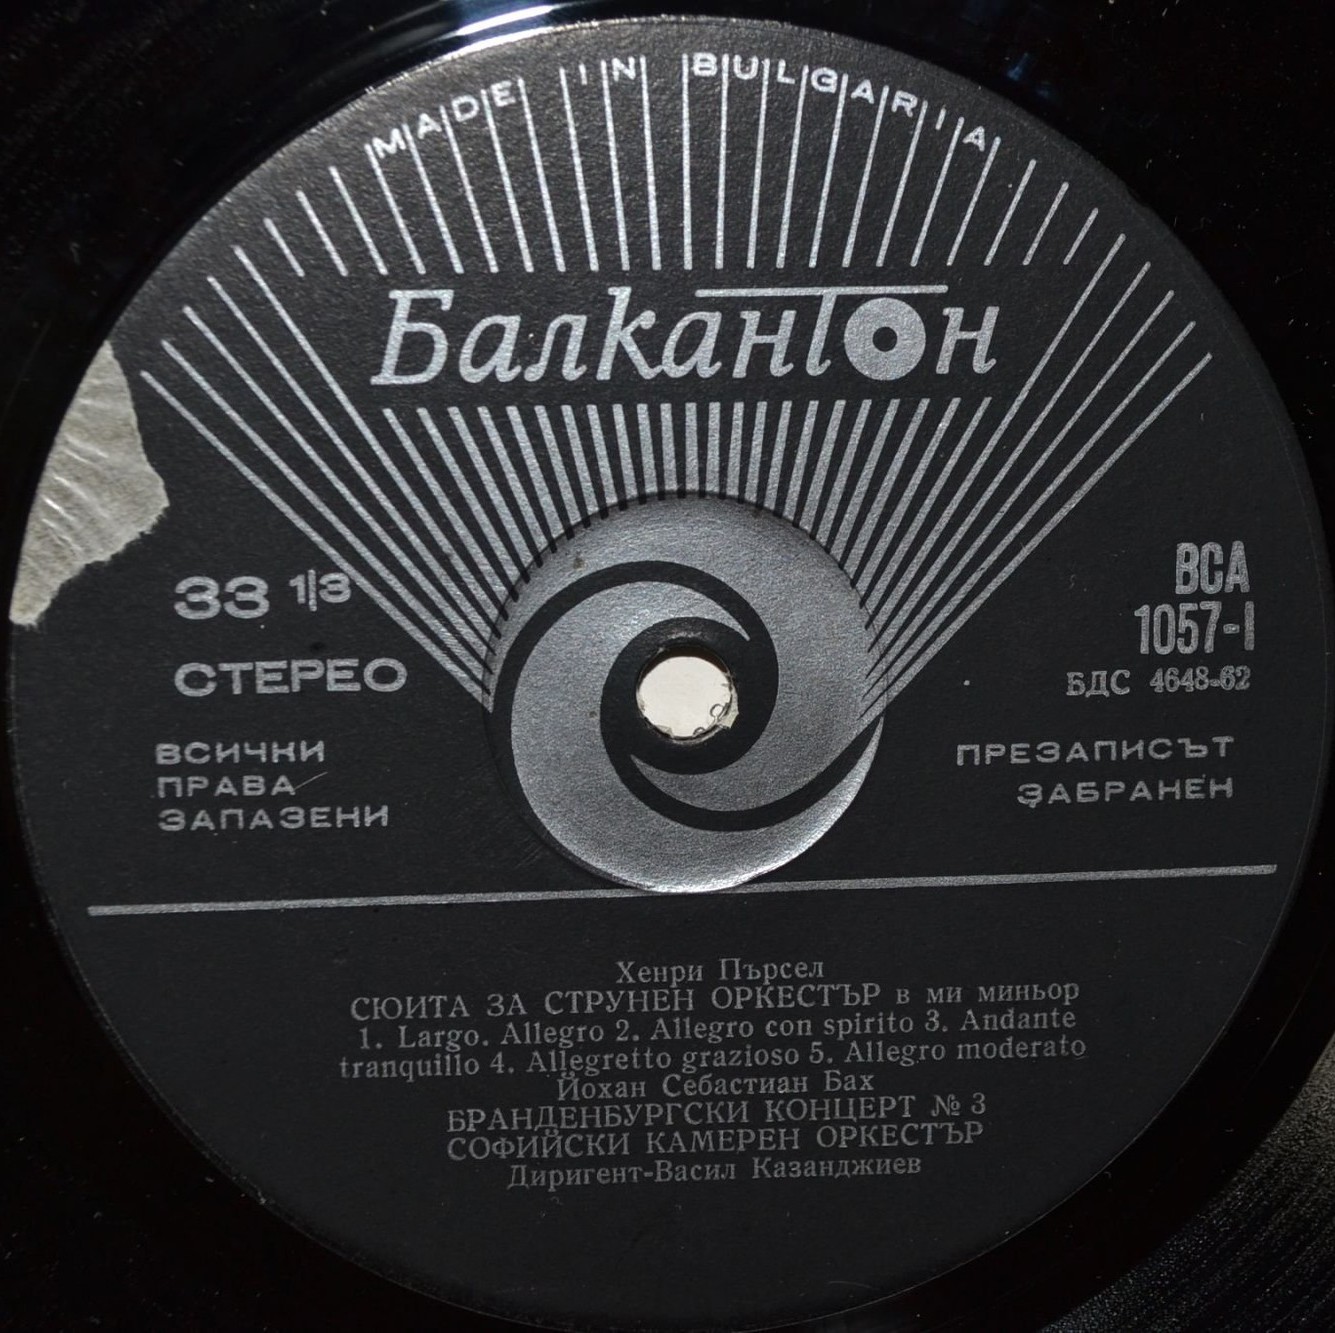 MADE IN BULGARIA
Балкантон
33 1/3
СТЕРЕО
ВСИЧКИ
ПРАВА
ЗАПАЗЕНИ
ВСА
1057-I
БДС 4648-62
ПРЕЗАПИСЪТ
ЗАБРАНЕН
Хенри Пърсел
СЮИТА ЗА СТРУНЕН ОРКЕСТЪР в ми миньор
1. Largo. Allegro 2. Allegro con spirito 3. Andante
tranquillo 4. Allegretto grazioso 5. Allegro moderato
Йохан Себастиан Бах
БРАНДЕНБУРГСКИ КОНЦЕРТ № 3
СОФИЙСКИ КАМЕРЕН ОРКЕСТЪР
Диригент-Васил Казанджиев